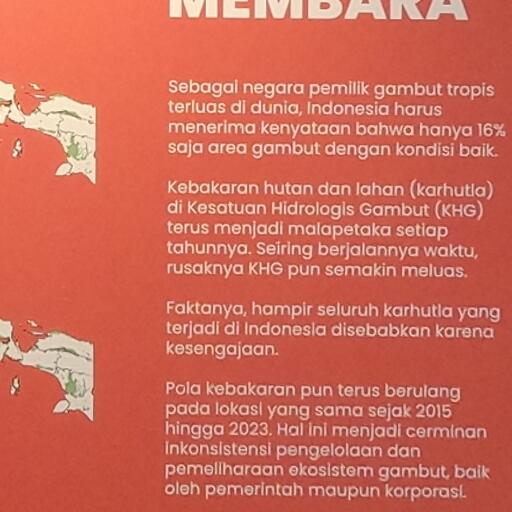 MEMBARA
Sebagai negara pemilik gambut tropis
terluas di dunia, Indonesia harus
menerima kenyataan bahwa hanya 16%
saja area gambut dengan kondisi baik.
Kebakaran hutan dan lahan (karhutla)
di Kesatuan Hidrologis Gambut (KHG)
terus menjadi malapetaka setiap
tahunnya. Seiring berjalannya waktu,
rusaknya KHG pun semakin meluas.
Faktanya, hampir seluruh karhutla yang
terjadi di Indonesia disebabkan karena
kesengajaan.
Pola kebakaran pun terus berulang
pada lokasi yang sama sejak 2015
hingga 2023. Hal ini menjadi cerminan
inkonsistensi pengelolaan dan
pemeliharaan ekosistem gambut, baik
oleh pemerintah maupun korporasi.